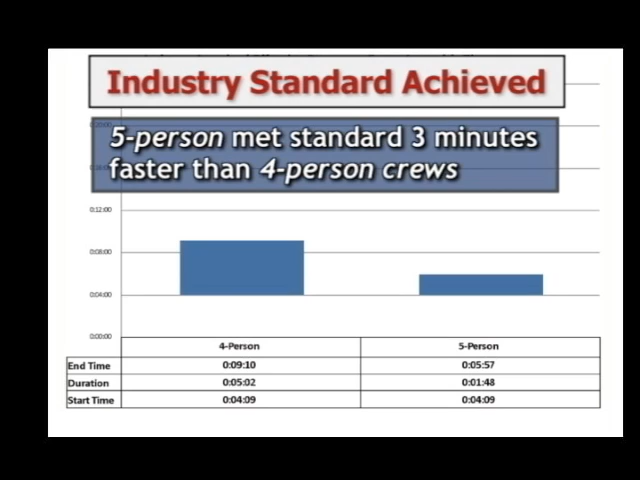 Industry Standard Achieved
5-person met standard 3 minutes
faster than 4-person crews
0:12:00
0:08:00
0:04:00
0:00:00
4-Person 5-Person
End Time 0:09:10 0:05:57
Duration 0:05:02 0:01:48
Start Time 0:04:09 0:04:09